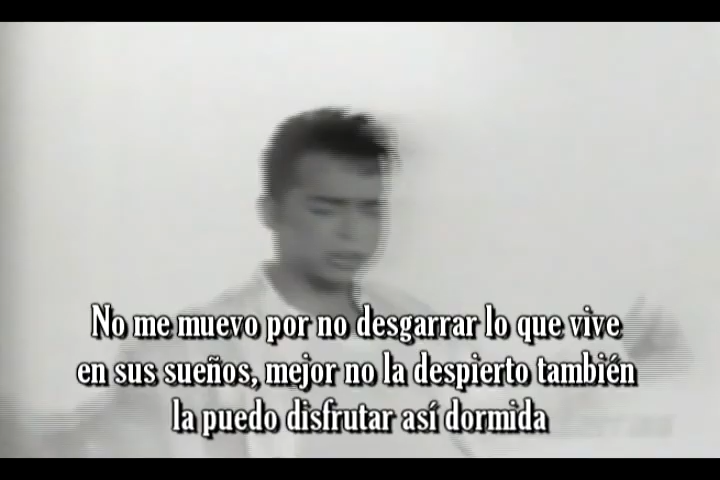 No me muevo por no desgarrar lo que vive
en sus sueños, mejor no la despierto también
la puedo disfrutar así dormida